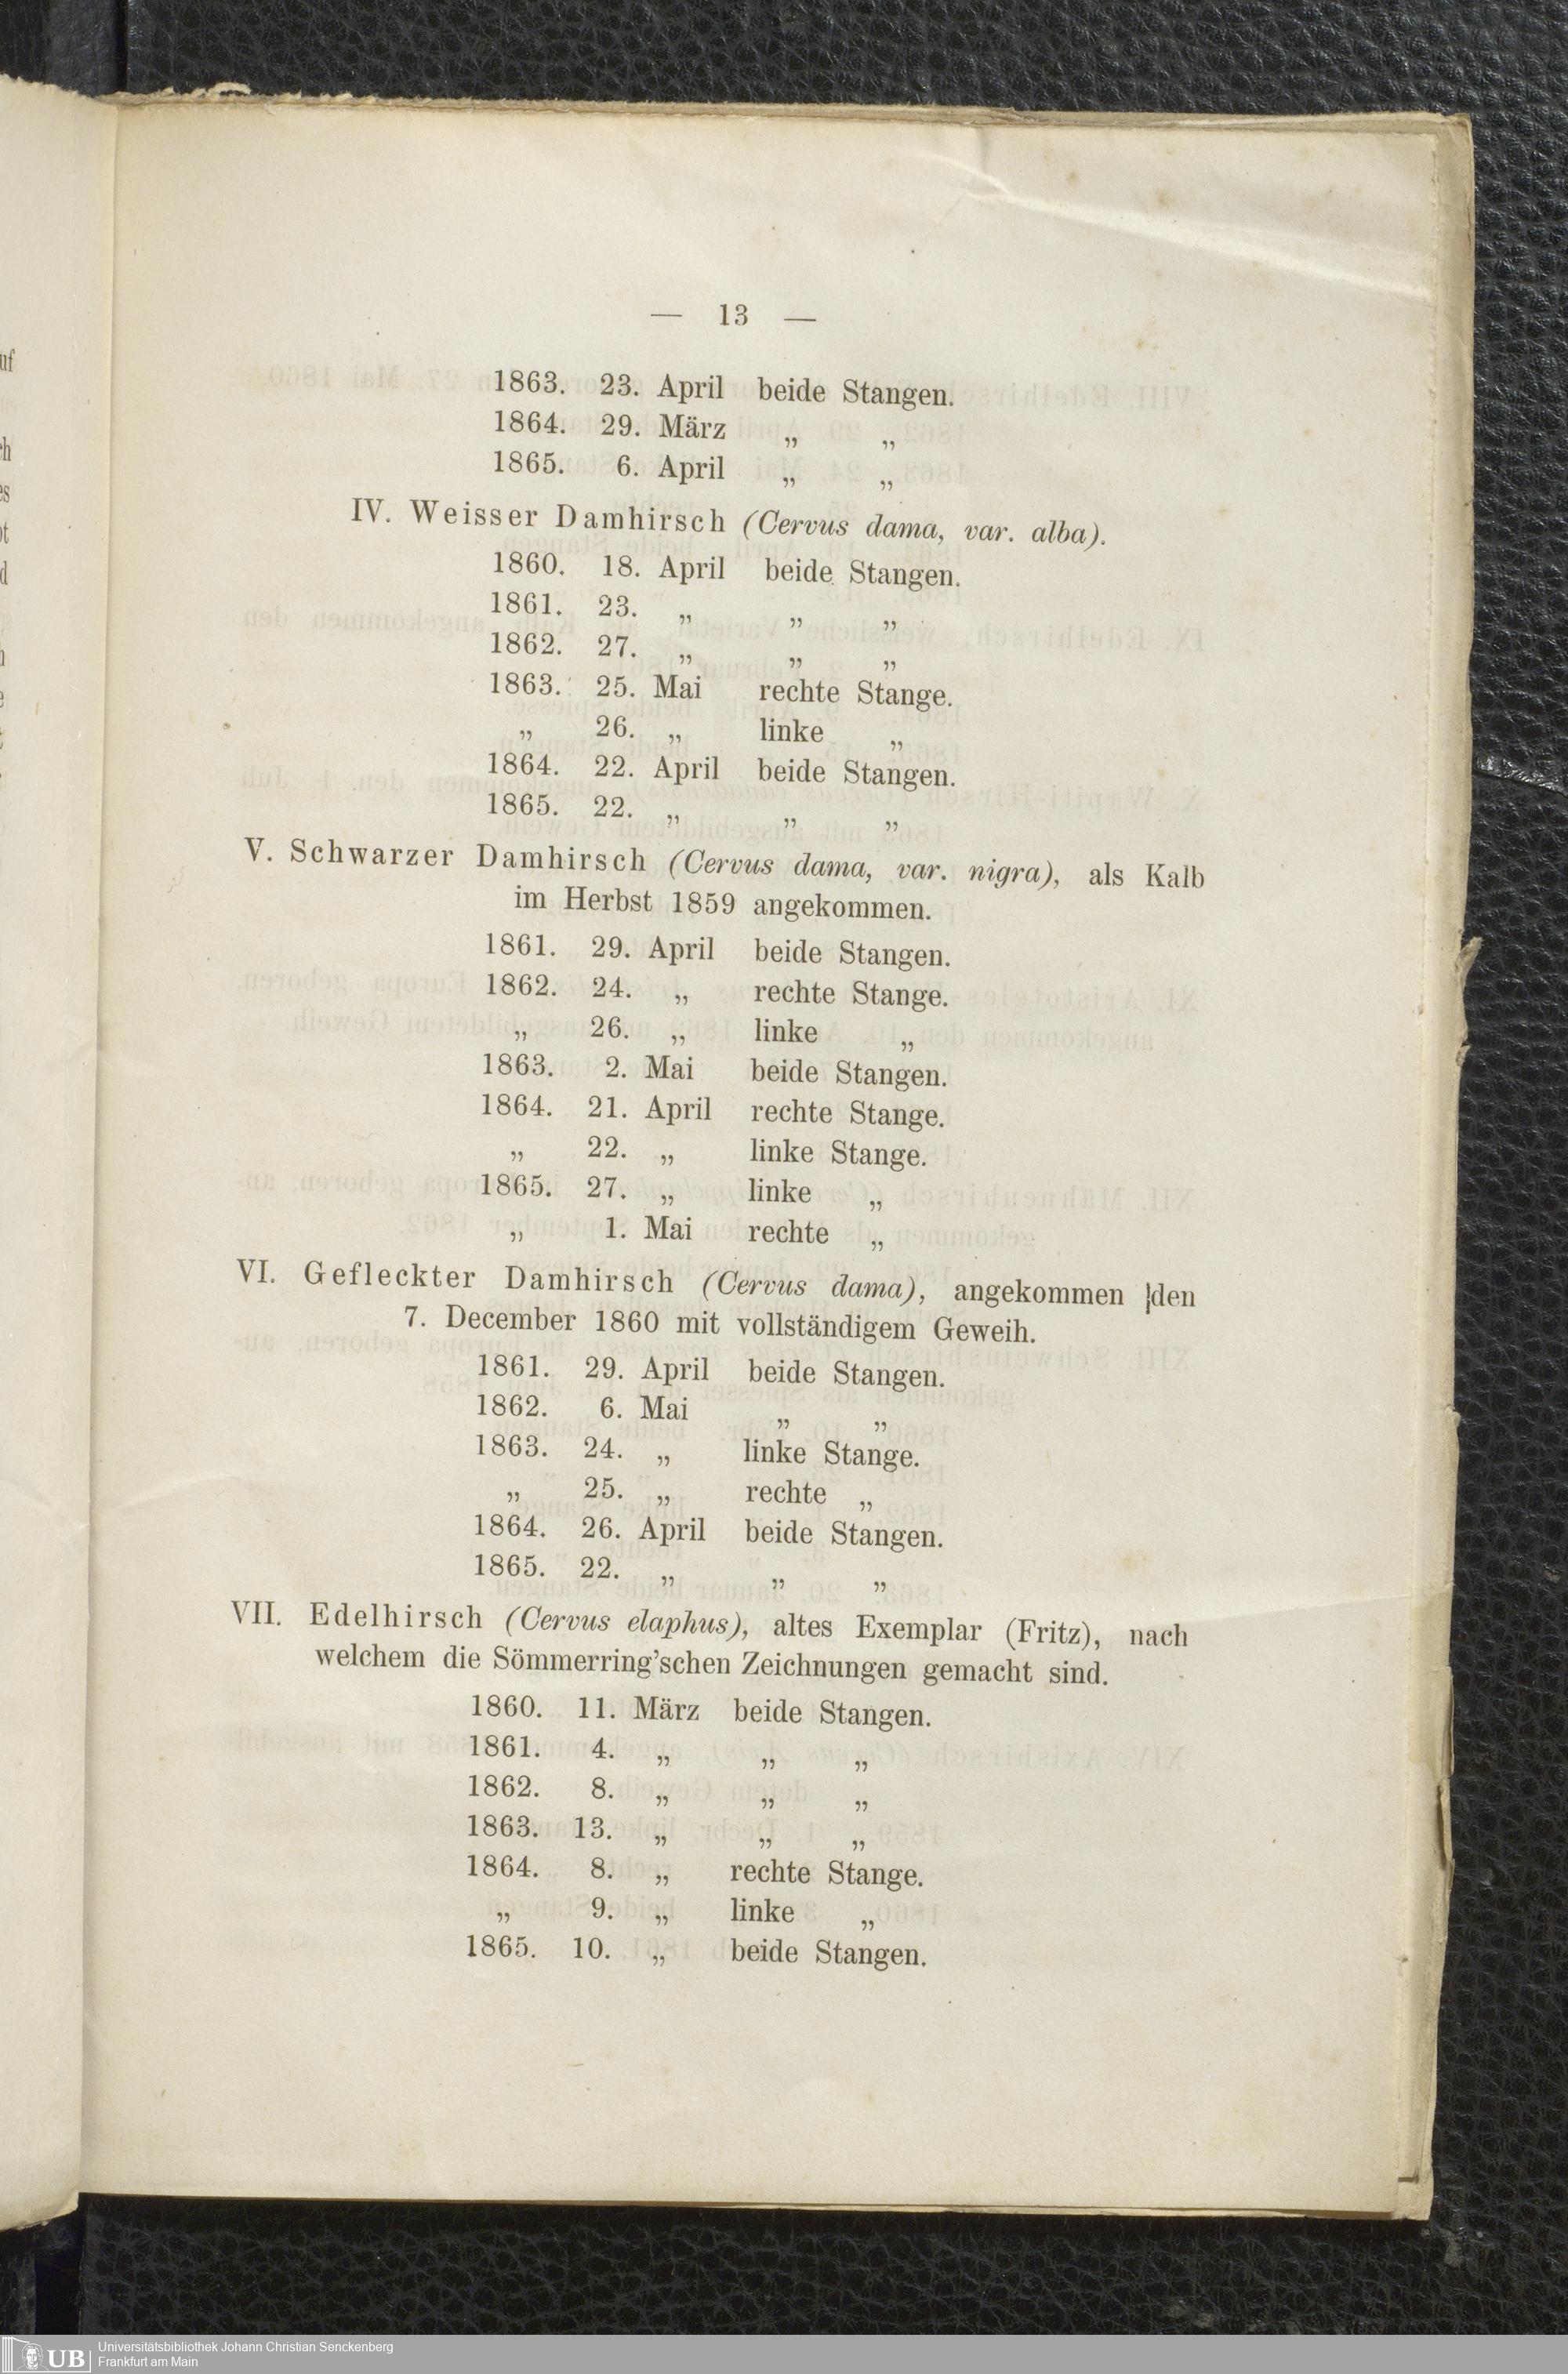 — 13 —
1863. 23. April beide Stangen.
1864. 29. März „ „
1865. 6. April „ „
IV. Weisser Damhirsch (Cervus dama, var. alba).
1860. 18. April beide Stangen.
1861. 23. „ „ „
1862. 27. „ „ „
1863. 25. Mai rechte Stange.
„ 26. „ linke „
1864. 22. April beide Stangen.
1865. 22. „ „ „
V. Schwarzer Damhirsch (Cervus dama, var. nigra), als Kalb
im Herbst 1859 angekommen.
1861. 29. April beide Stangen.
1862. 24. „ rechte Stange.
„ 26. „ linke „
1863. 2. Mai beide Stangen.
1864. 21. April rechte Stange.
„ 22. „ linke Stange.
1865. 27. „ linke „
„ 1. Mai rechte „
VI. Gefleckter Damhirsch (Cervus dama), angekommen den
7. December 1860 mit vollständigem Geweih.
1861. 29. April beide Stangen.
1862. 6. Mai „ „
1863. 24. „ linke Stange.
„ 25. „ rechte „
1864. 26. April beide Stangen.
1865. 22. „ „ „
VII. Edelhirsch (Cervus elaphus), altes Exemplar (Fritz), nach
welchem die Sömmerring'schen Zeichnungen gemacht sind.
1860. 11. März beide Stangen.
1861. 4. „ „ „
1862. 8. „ „ „
1863. 13. „ „ „
1864. 8. „ rechte Stange.
„ 9. „ linke „
1865. 10. „ beide Stangen.
UB Universitätsbibliothek Johann Christian Senckenberg
Frankfurt am Main